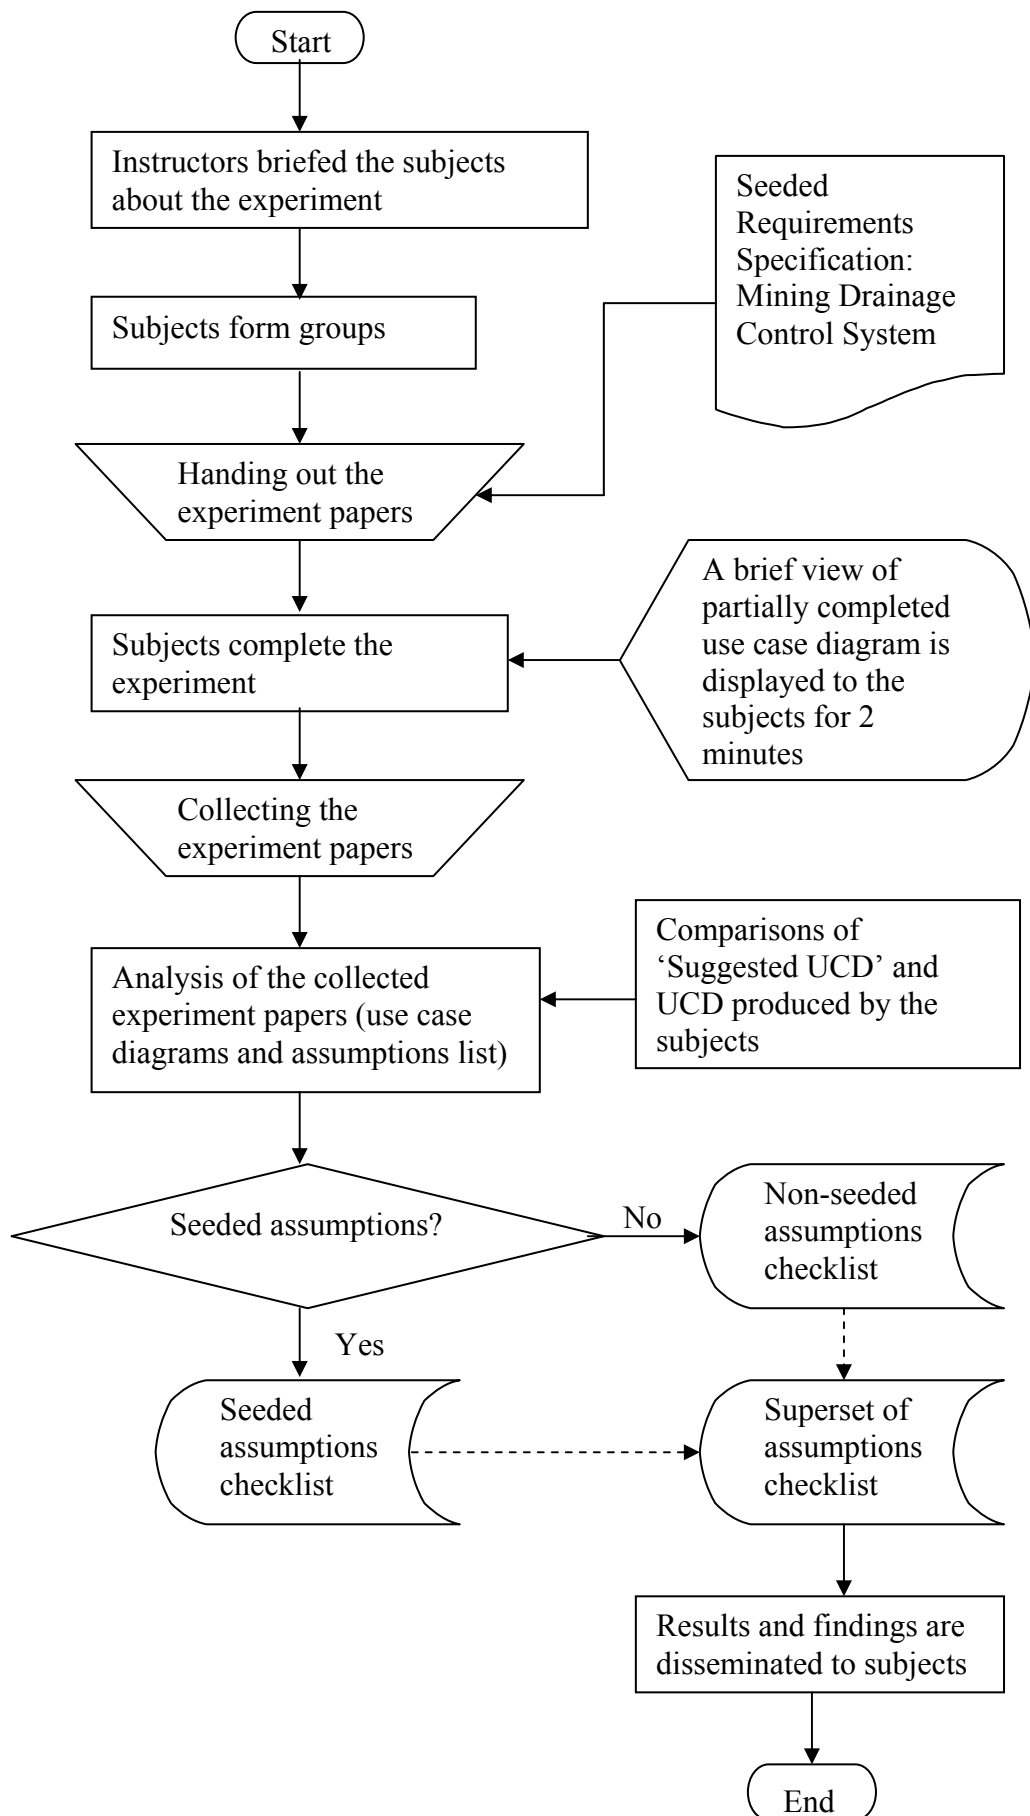 Start
Instructors briefed the subjects
about the experiment
Seeded
Requirements
Specification:
Mining Drainage
Control System
Subjects form groups
Handing out the
experiment papers
A brief view of
partially completed
use case diagram is
displayed to the
subjects for 2
minutes
Subjects complete the
experiment
Collecting the
experiment papers
Comparisons of
‘Suggested UCD’ and
UCD produced by the
subjects
Analysis of the collected
experiment papers (use case
diagrams and assumptions list)
Seeded assumptions?
No
Non-seeded
assumptions
checklist
Yes
Seeded
assumptions
checklist
Superset of
assumptions
checklist
Results and findings are
disseminated to subjects
End